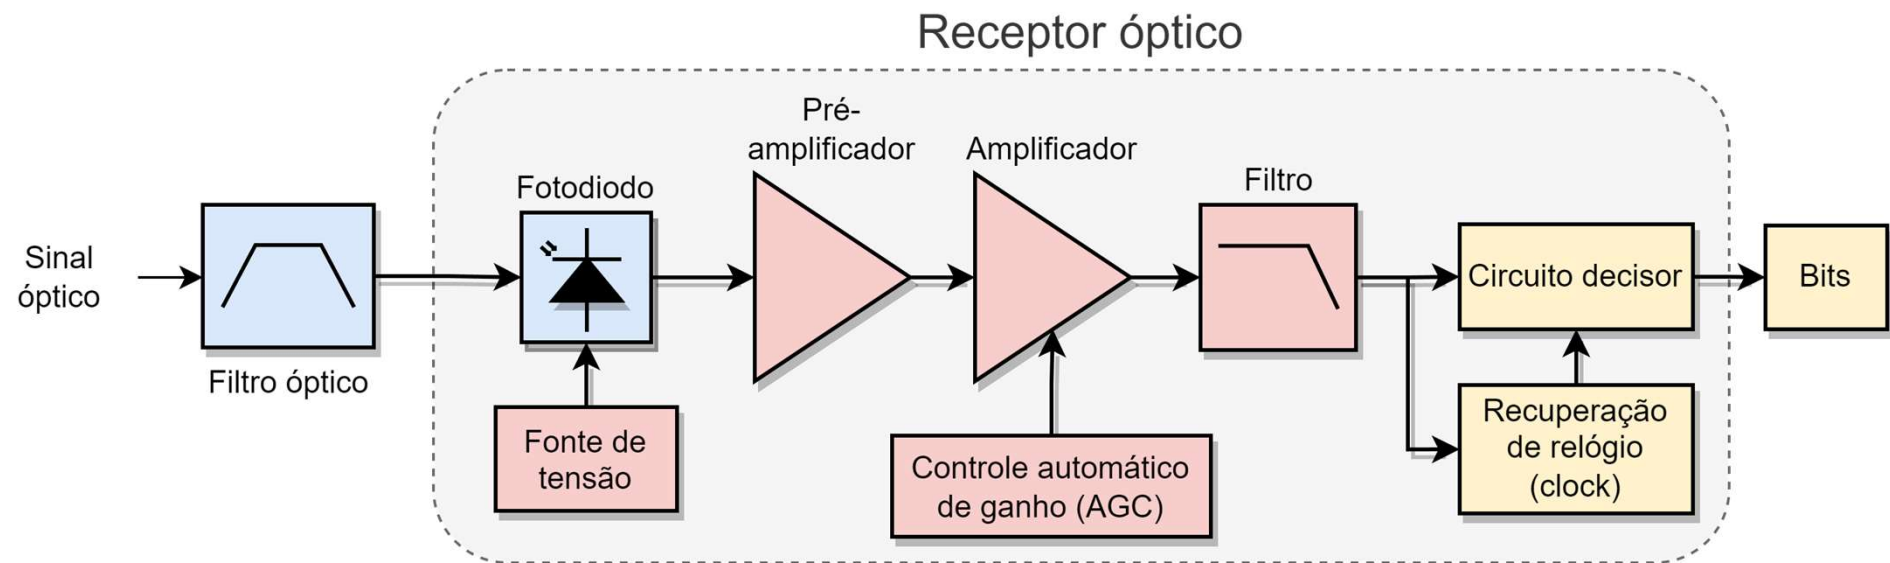 Receptor óptico
Sinal
óptico
Filtro óptico
Fotodiodo
Fonte de
tensão
Pré-
amplificador
Amplificador
Controle automático
de ganho (AGC)
Filtro
Circuito decisor
Recuperação
de relógio
(clock)
Bits